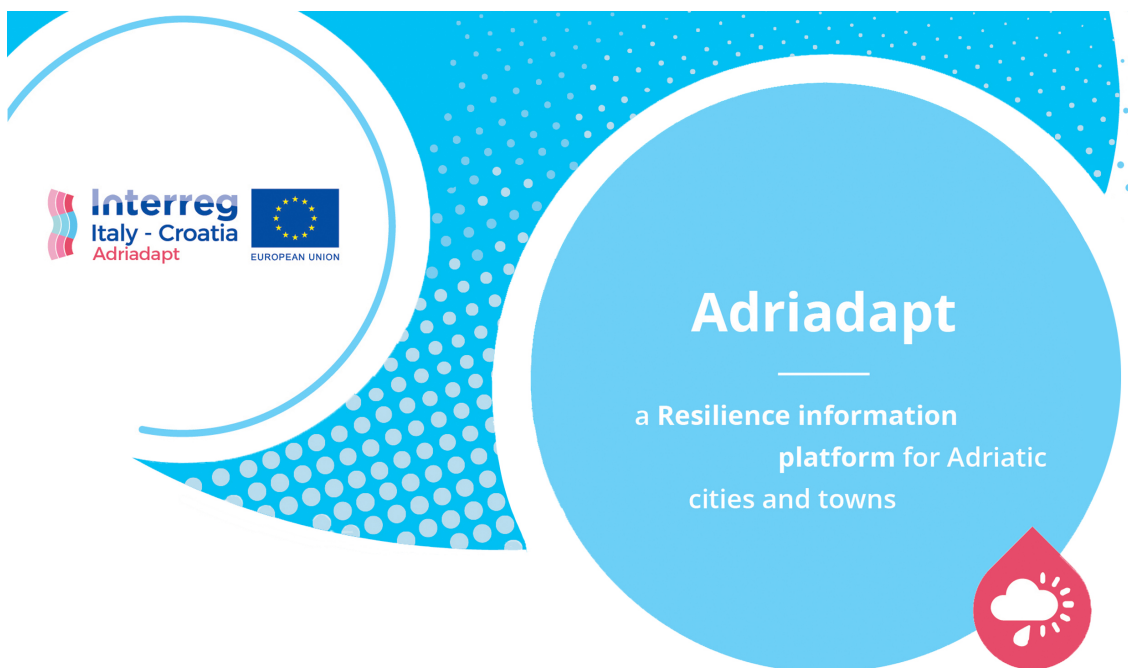 Interreg
Italy - Croatia
Adriadapt
EUROPEAN UNION
Adriadapt
a Resilience information
platform for Adriatic
cities and towns